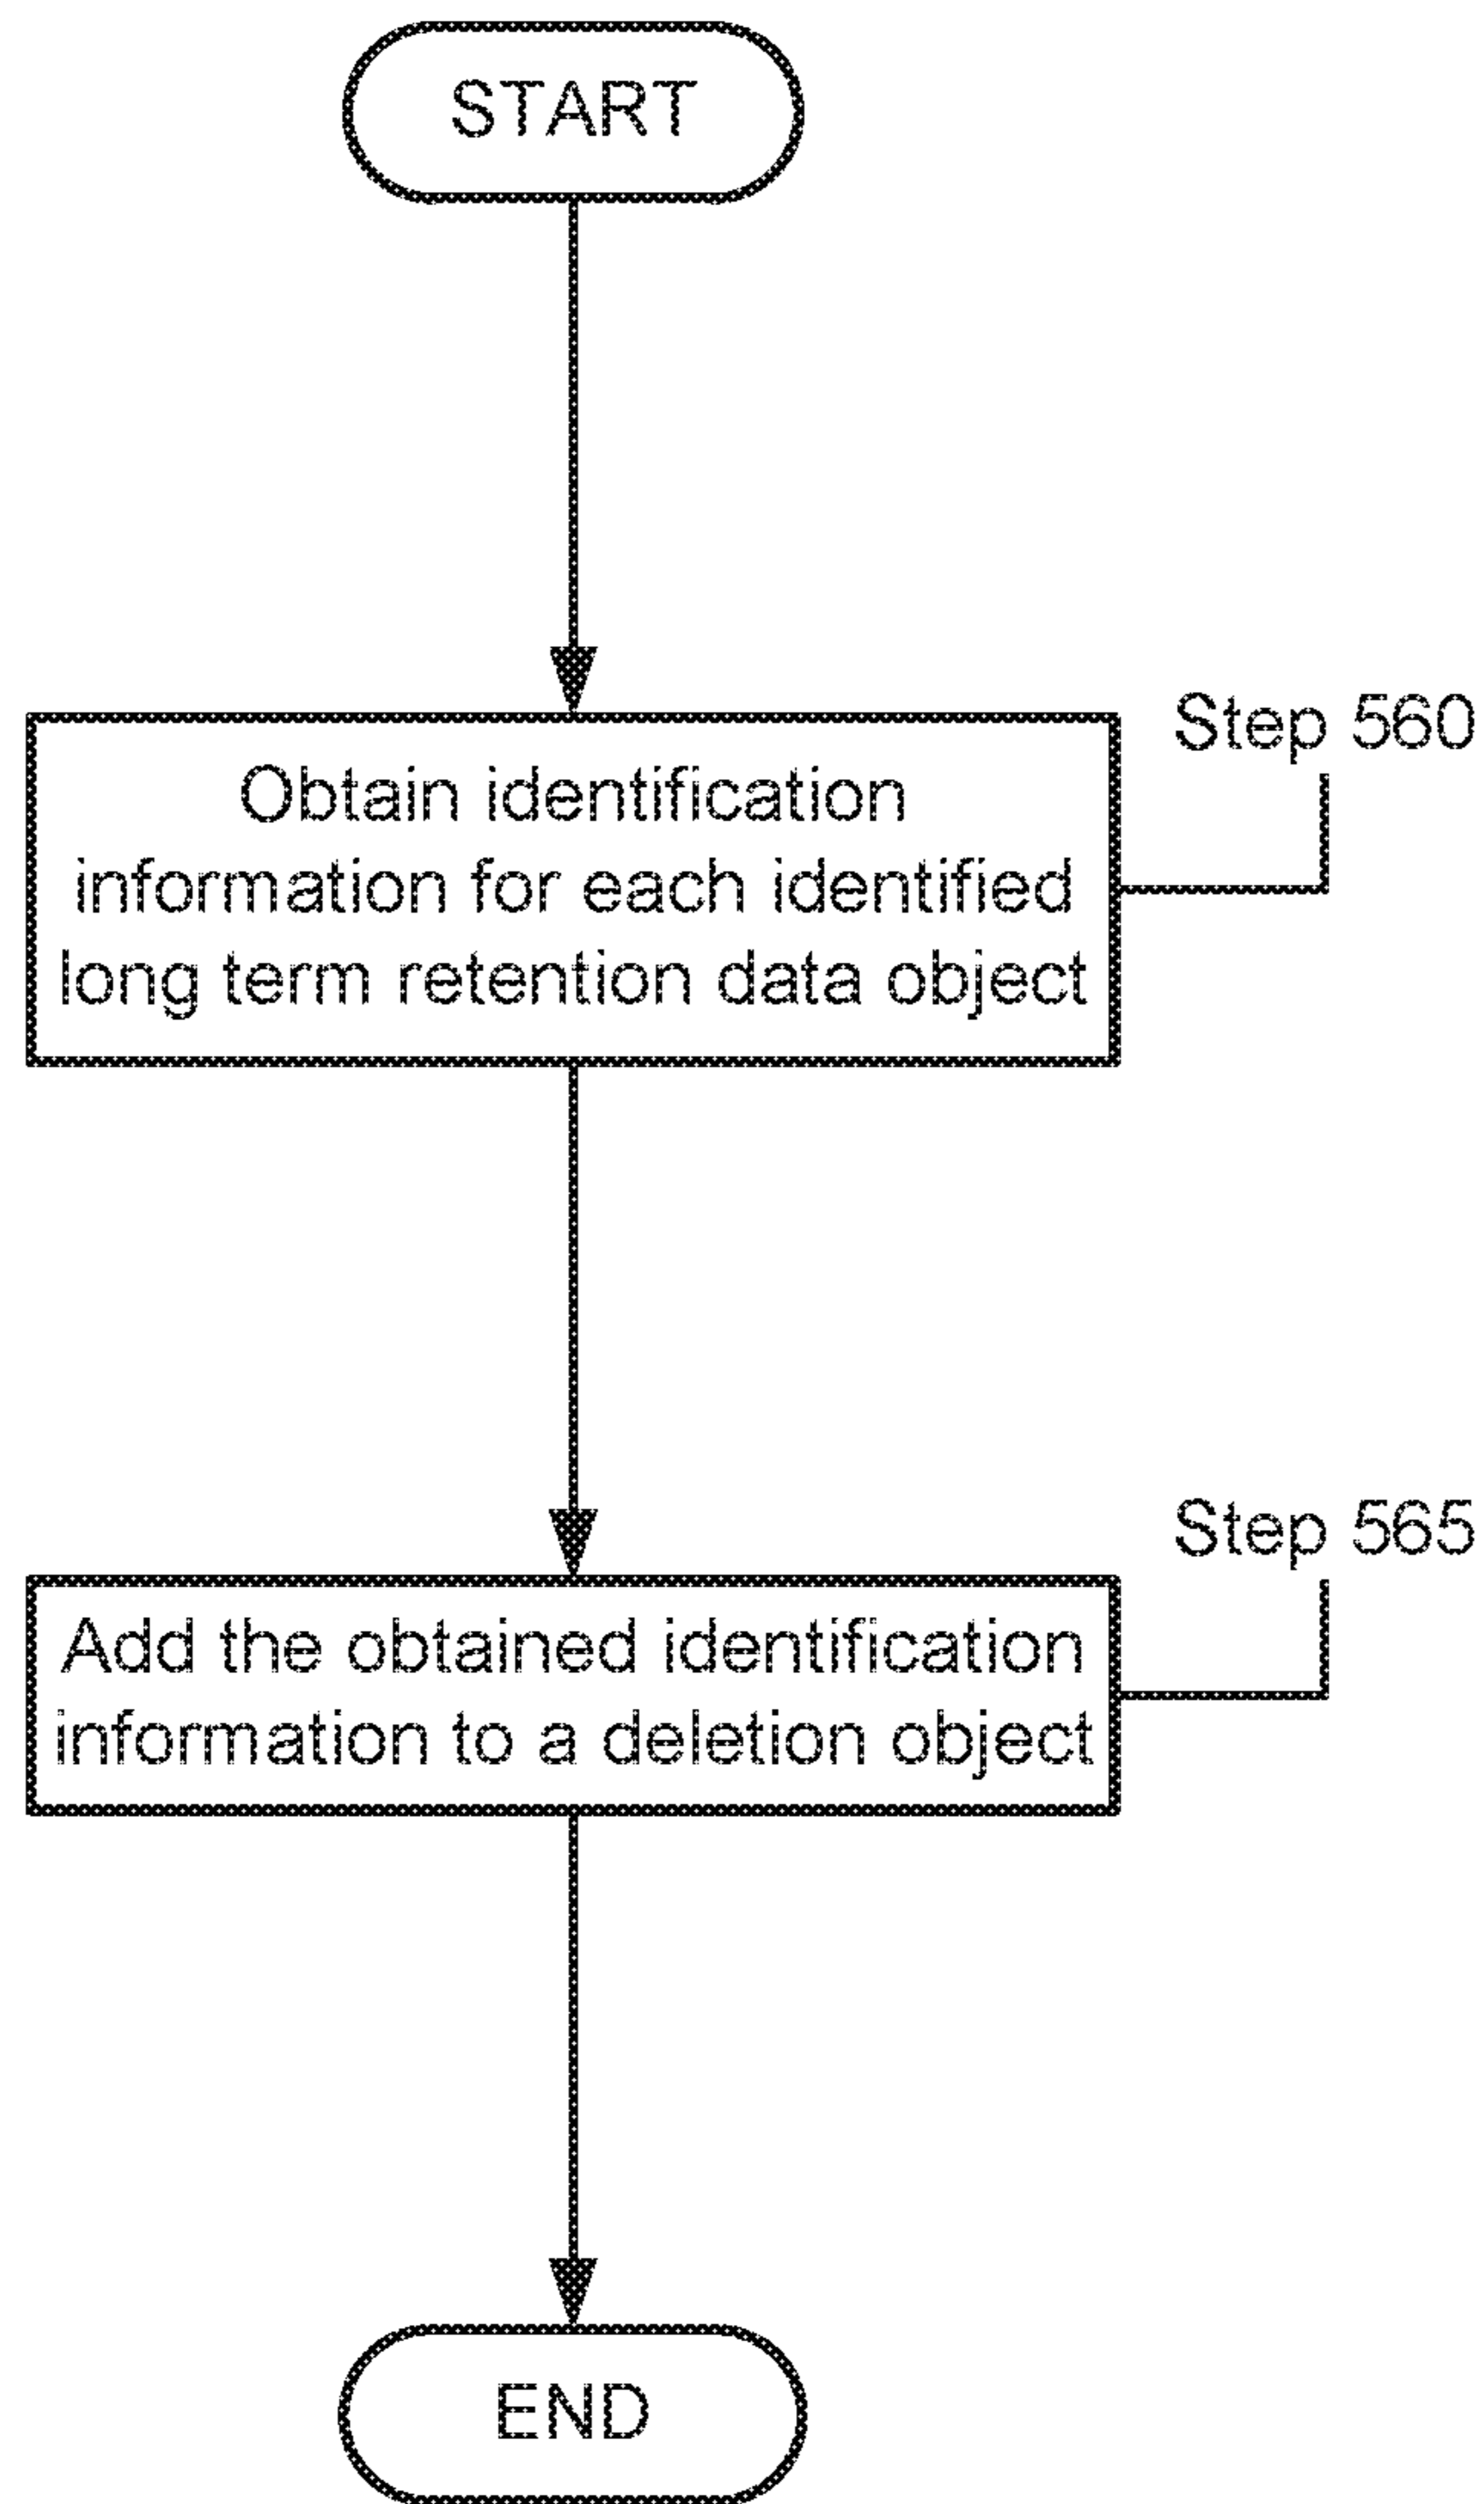 START
Step 560
Obtain identification
information for each identified
long term retention data object
Step 565
Add the obtained identification
information to a deletion object
END